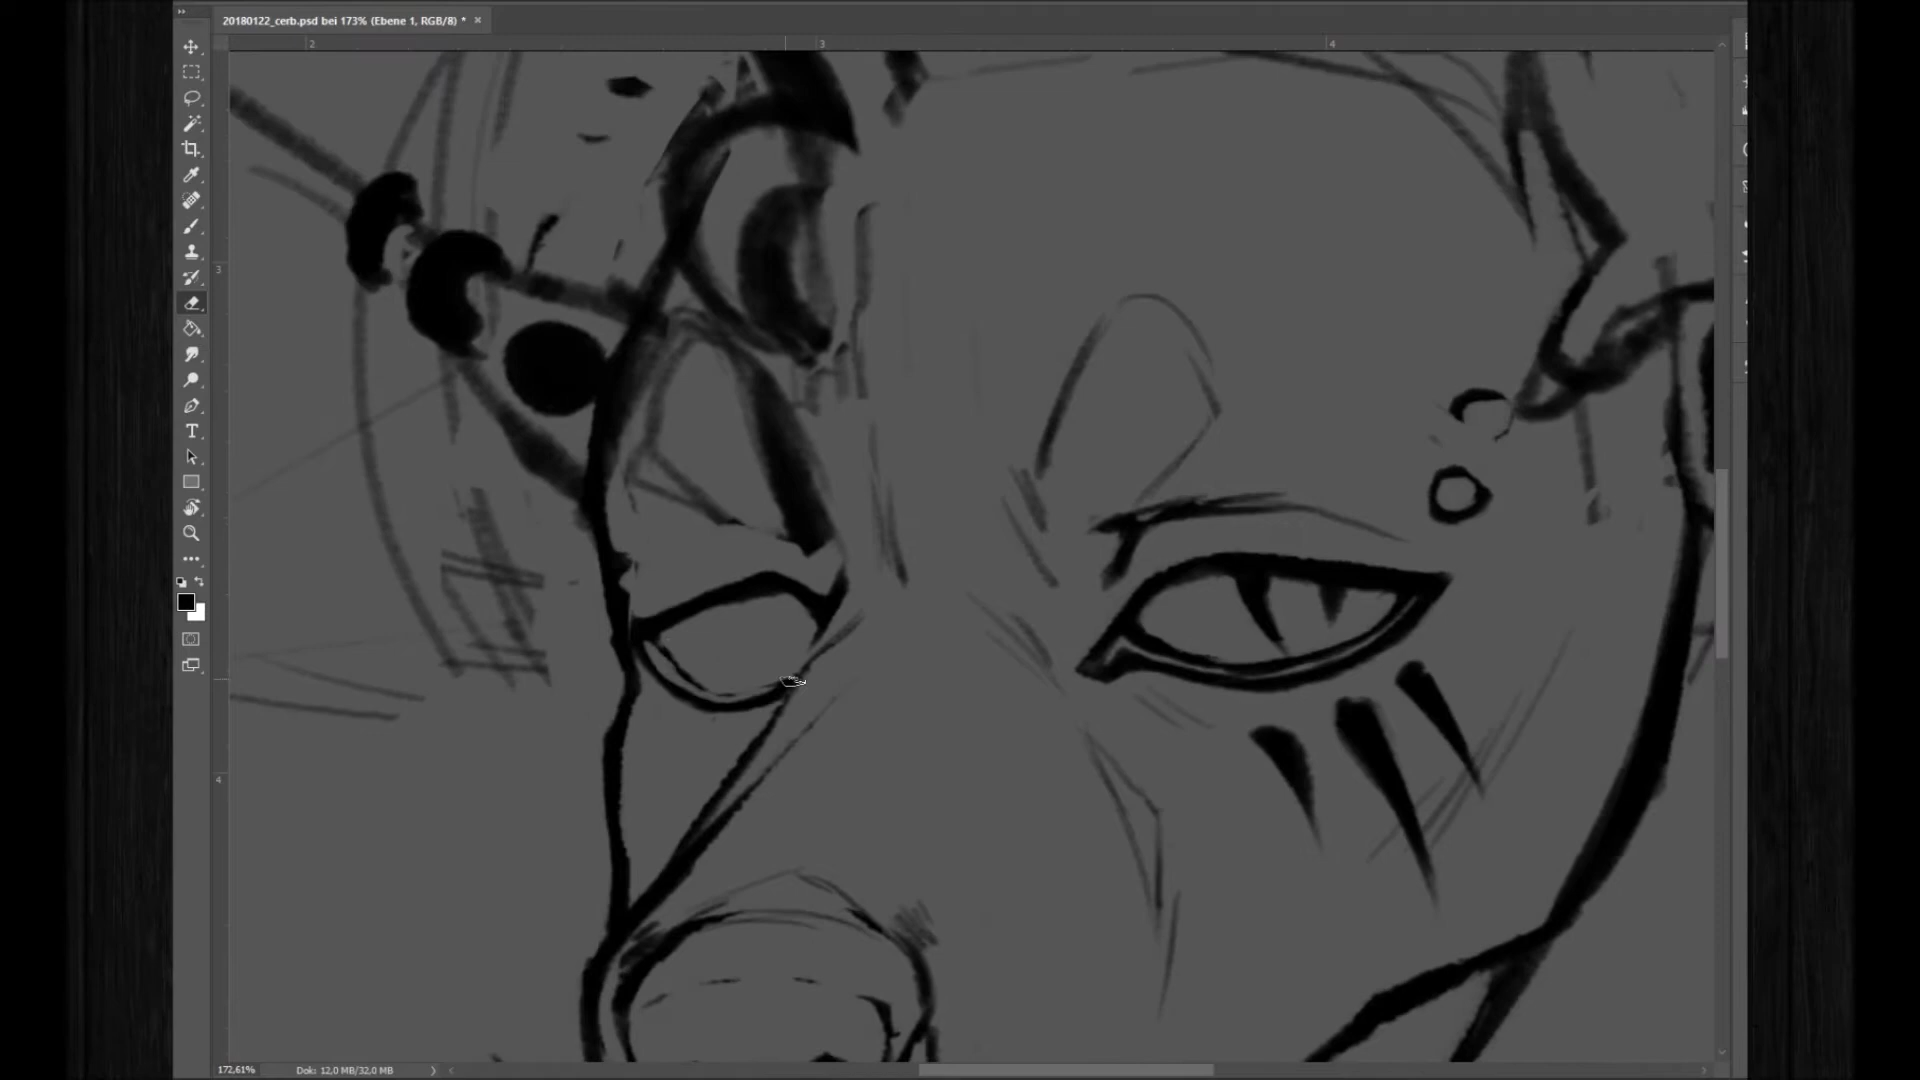 20180122_cerb.psd bei 173% (Ebene 1, RGB/8) *
2 3 4
3
4
172,61% Dok: 12,0 MB/32,0 MB